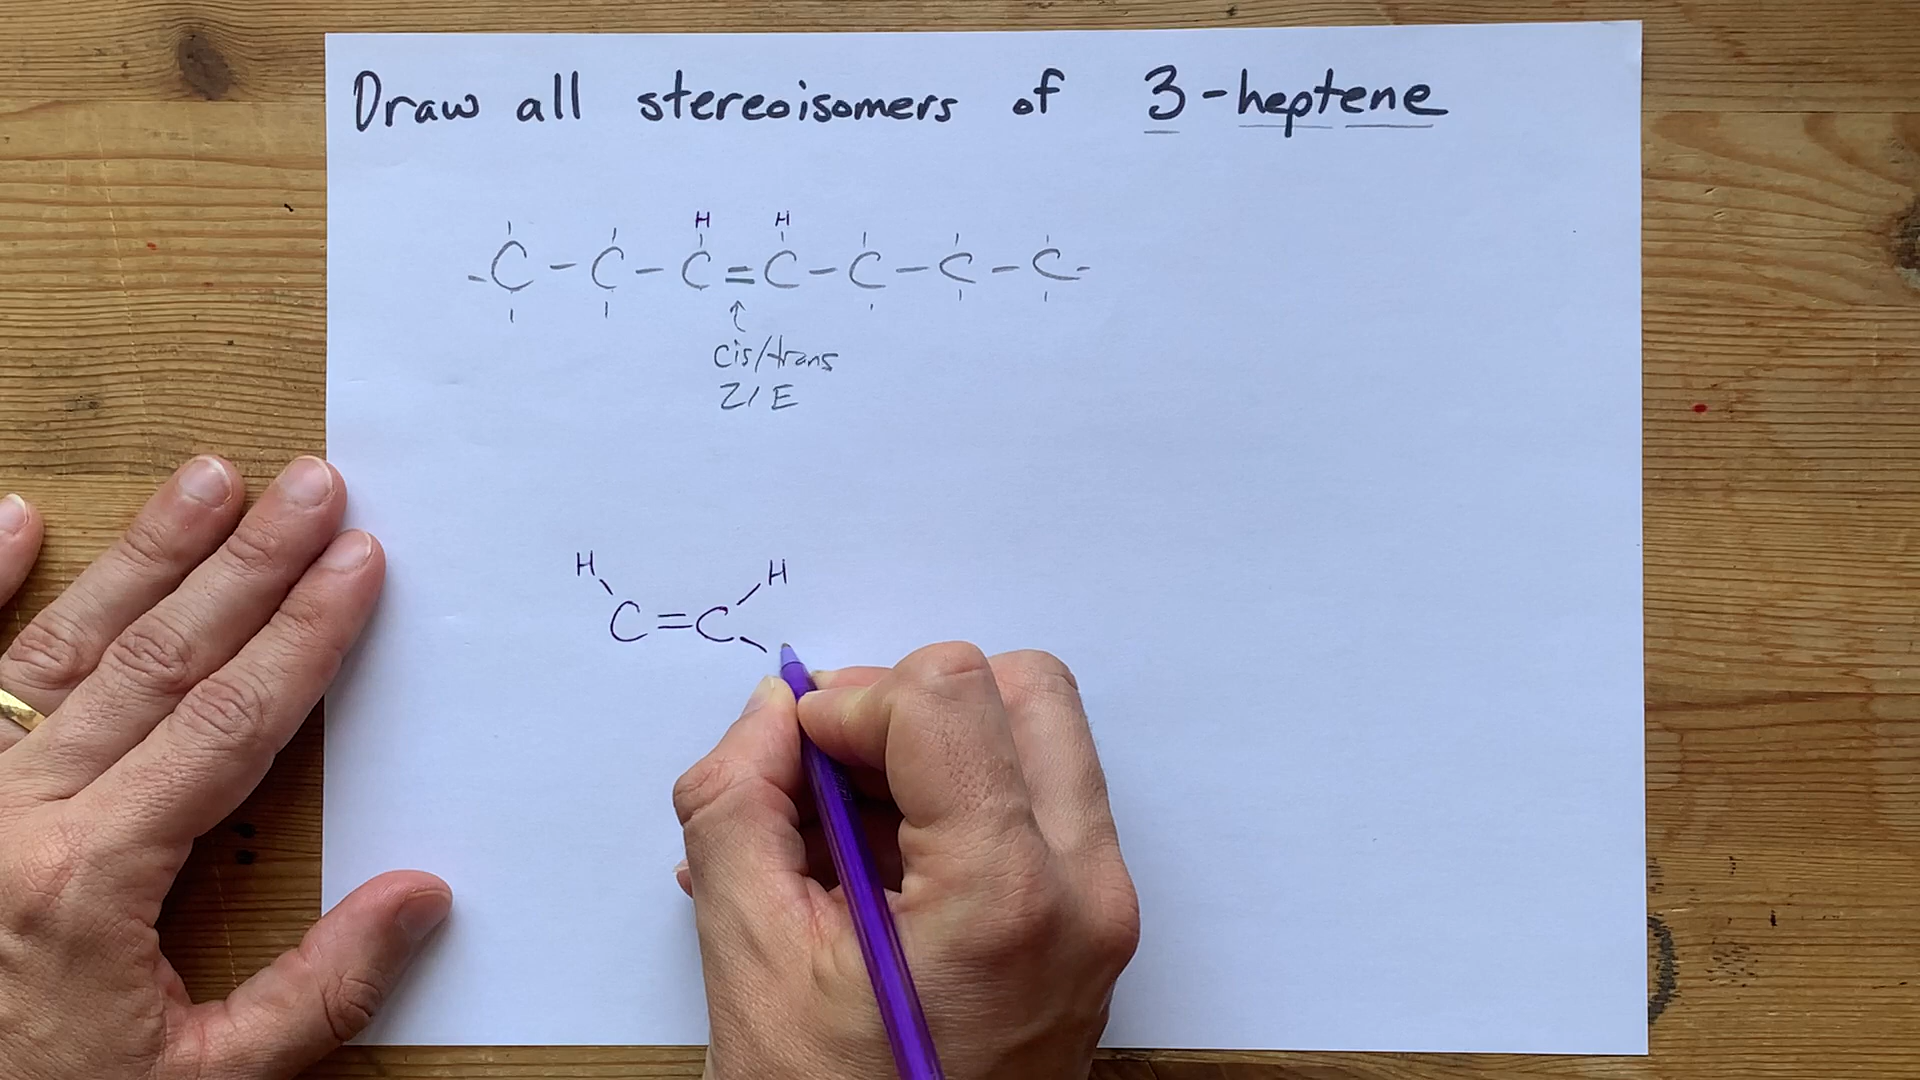 Draw all stereoisomers of 3-heptene
H H
-C-C-C=C-C-C-C-
↑
cis/trans
Z/E
H H
C=C